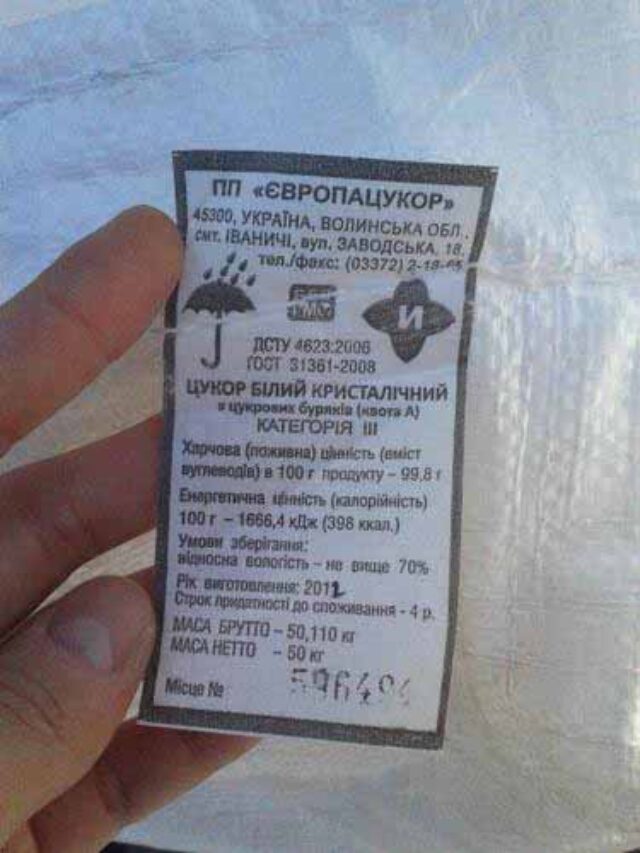 ПП «ЄВРОПАЦУКОР»
45300, УКРАЇНА, ВОЛИНСЬКА ОБЛ.
смт. ІВАНИЧІ, вул. ЗАВОДСЬКА, 18,
тел./факс: (03372)
И
ДСТУ 4623:2006
ГОСТ 31361-2008
ЦУКОР БІЛИЙ КРИСТАЛІЧНИЙ
з цукрових буряків (квота А)
КАТЕГОРІЯ III
Харчова (поживна) цінність (вміст
вуглеводів) в 100 г продукту – 99,8 г
Енергетична цінність (калорійність)
100 г – 1666,4 кДж (398 ккал.)
Умови зберігання:
відносна вологість – не вище 70%
Рік виготовлення: 2012
Строк придатності до споживання - 4 р.
МАСА БРУТТО – 50,110 кг
МАСА НЕТТО – 50 кг
Місце №